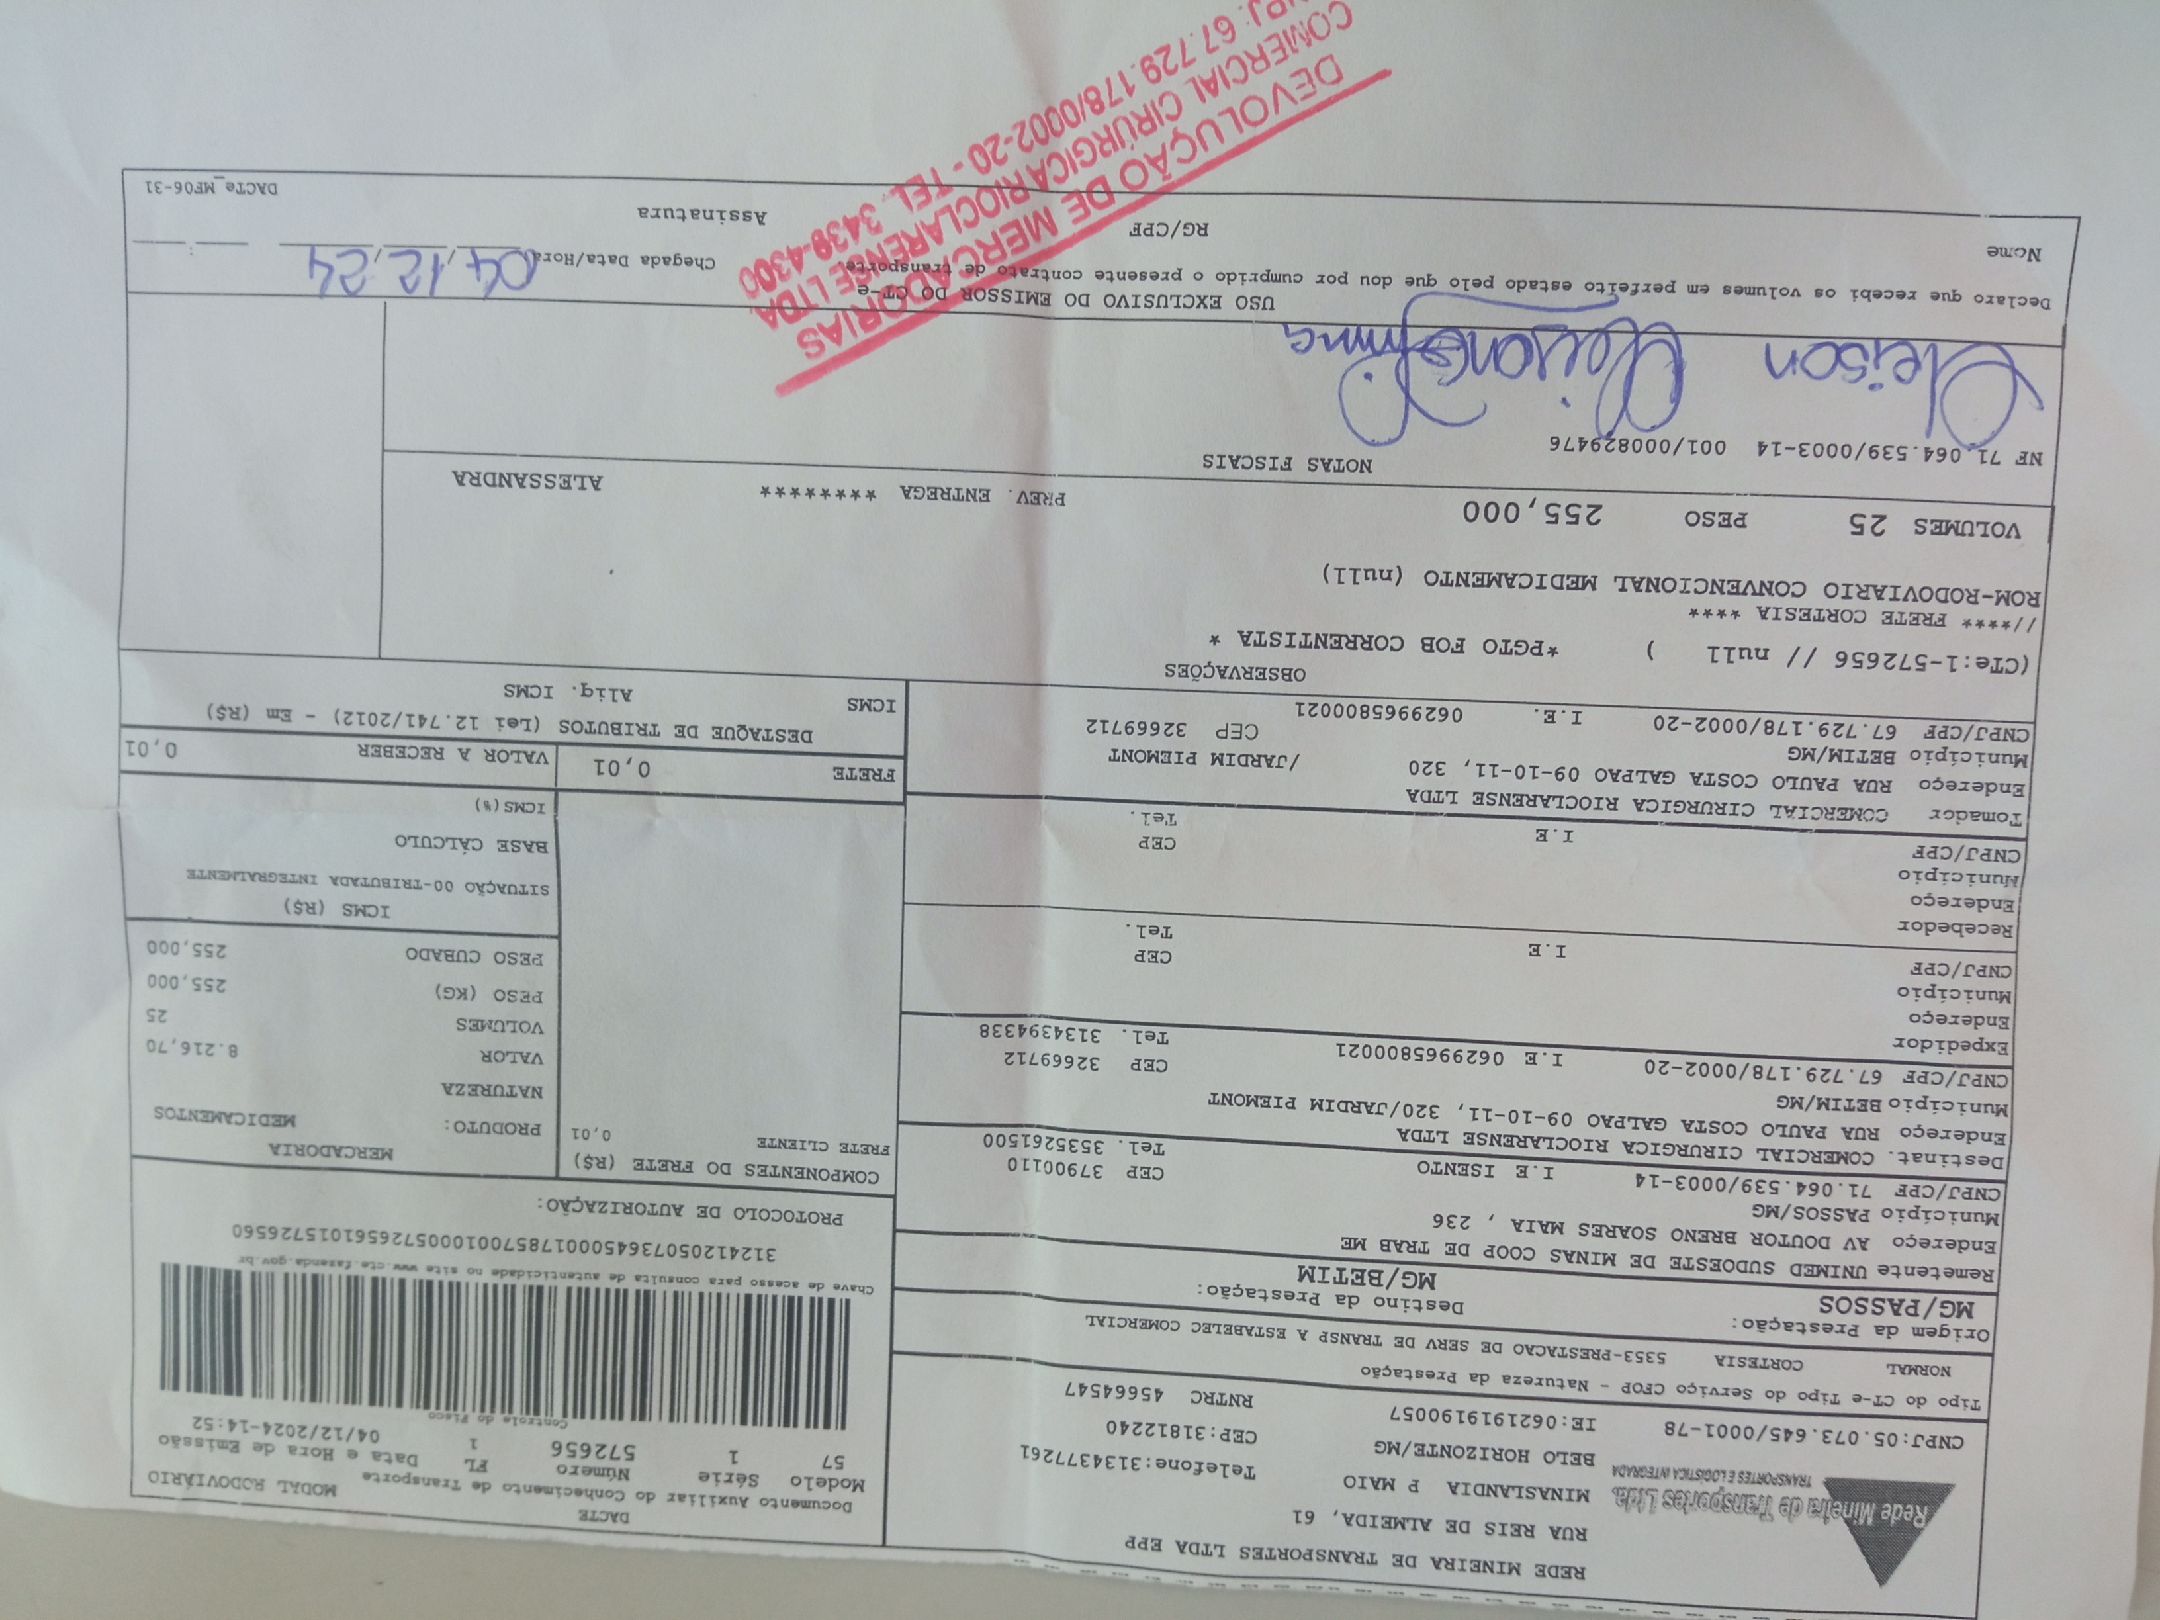 REDE MINEIRA DE TRANSPORTES LTDA EPP
RUA REIS DE ALMEIDA, 61
MINASLANDIA P MAIO Telefone:3134377261
BELO HORIZONTE/MG CEP:31812240
Rede Mineira de Transportes Ltda.
TRANSPORTES E LOGÍSTICA INTEGRADA
CNPJ:05.073.645/0001-78 IE:0621919190057 RNTRC 45664547
DACTE
Documento Auxiliar do Conhecimento de Transporte MODAL RODOVIÁRIO
Modelo Série Número FL Data e Hora de Emissão
57 1 572656 1 04/12/2024-14:52
Controle do Fisco
Chave de acesso para consulta de autenticidade no site www.cte.fazenda.gov.br
31241205073645000178570010005726561015726560
PROTOCOLO DE AUTORIZAÇÃO:
Tipo do CT-e Tipo do Serviço CFOP - Natureza da Prestação
NORMAL CORTESIA 5353-PRESTACAO DE SERV DE TRANSP A ESTABELEC COMERCIAL
Origem da Prestação: Destino da Prestação:
MG/PASSOS MG/BETIM
Remetente UNIMED SUDOESTE DE MINAS COOP DE TRAB ME
Endereço AV DOUTOR BRENO SOARES MAIA , 236
Município PASSOS/MG CEP 37900110
CNPJ/CPF 71.064.539/0003-14 I.E ISENTO Tel. 3535261500
Destinat. COMERCIAL CIRURGICA RIOCLARENSE LTDA
Endereço RUA PAULO COSTA GALPAO 09-10-11, 320/JARDIM PIEMONT
Município BETIM/MG CEP 32669712
CNPJ/CPF 67.729.178/0002-20 I.E 0629965800021 Tel. 3134394338
Expedidor
Endereço
Município CEP
CNPJ/CPF I.E Tel.
Recebedor
Endereço
Município CEP
CNPJ/CPF I.E Tel.
Tomador COMERCIAL CIRURGICA RIOCLARENSE LTDA
Endereço RUA PAULO COSTA GALPAO 09-10-11, 320 /JARDIM PIEMONT
Município BETIM/MG CEP 32669712
CNPJ/CPF 67.729.178/0002-20 I.E. 0629965800021
COMPONENTES DO FRETE (R$)
FRETE CLIENTE 0,01
MERCADORIA
PRODUTO: MEDICAMENTOS
NATUREZA
VALOR 8.216,70
VOLUMES 25
PESO (KG) 255,000
PESO CUBADO 255,000
ICMS (R$)
SITUAÇÃO 00-TRIBUTADA INTEGRALMENTE
BASE CÁLCULO
ICMS(%)
FRETE 0,01 VALOR A RECEBER 0,01
DESTAQUE DE TRIBUTOS (Lei 12.741/2012) - Em (R$)
ICMS Aliq. ICMS
OBSERVAÇÕES
(CTe:1-572656 // null ) *PGTO FOB CORRENTISTA *
//**** FRETE CORTESIA ****
ROM-RODOVIARIO CONVENCIONAL MEDICAMENTO (null)
VOLUMES 25 PESO 255,000 PREV. ENTREGA ******** ALESSANDRA
NOTAS FISCAIS
NF 71.064.539/0003-14 001/000829476
Cleison Cleison Lima
USO EXCLUSIVO DO EMISSOR DO CT-e
Declaro que recebi os volumes em perfeito estado pelo que dou por cumprido o presente contrato de transporte
Chegada Data/Hora 04/12/24
Nome RG/CPF Assinatura
DACTe_MF06-31
DEVOLUÇÃO DE MERCADORIAS
COMERCIAL CIRÚRGICA RIOCLARENSE LTDA.
CNPJ: 67.729.178/0002-20 - TEL. 3439-4300